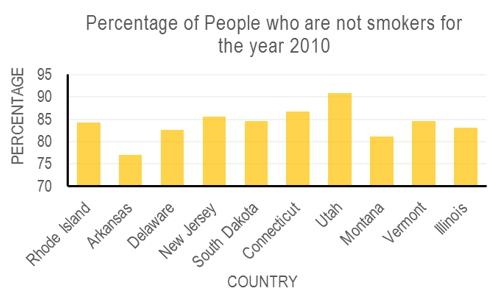 Percentage of People who are not smokers for
the year 2010
PERCENTAGE
95
90
85
80
75
70
Rhode Island
Arkansas
Delaware
New Jersey
South Dakota
Connecticut
Utah
Montana
Vermont
Illinois
COUNTRY